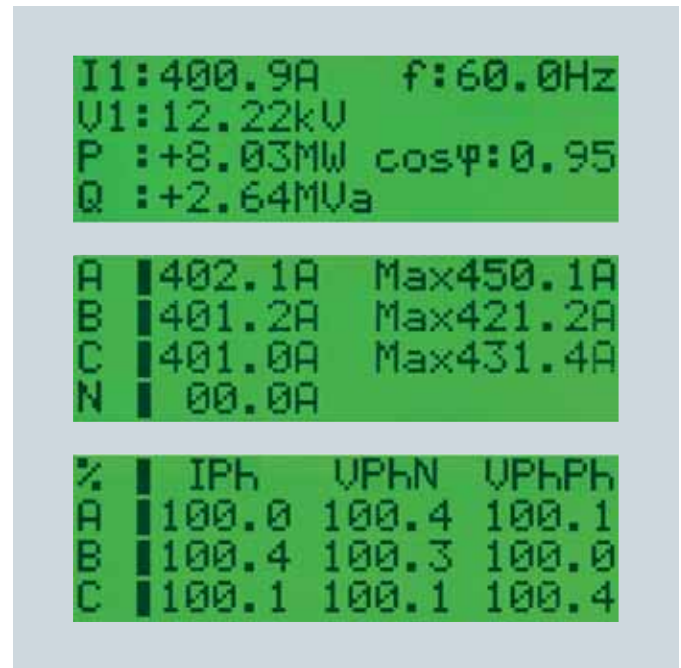 I1:400.9A f:60.0Hz
V1:12.22kV
P :+8.03MW cosφ:0.95
Q :+2.64MVa
A 402.1A Max450.1A
B 401.2A Max421.2A
C 401.0A Max431.4A
N 00.0A
% IPh VPhN VPhPh
A 100.0 100.4 100.1
B 100.4 100.3 100.0
C 100.1 100.1 100.4